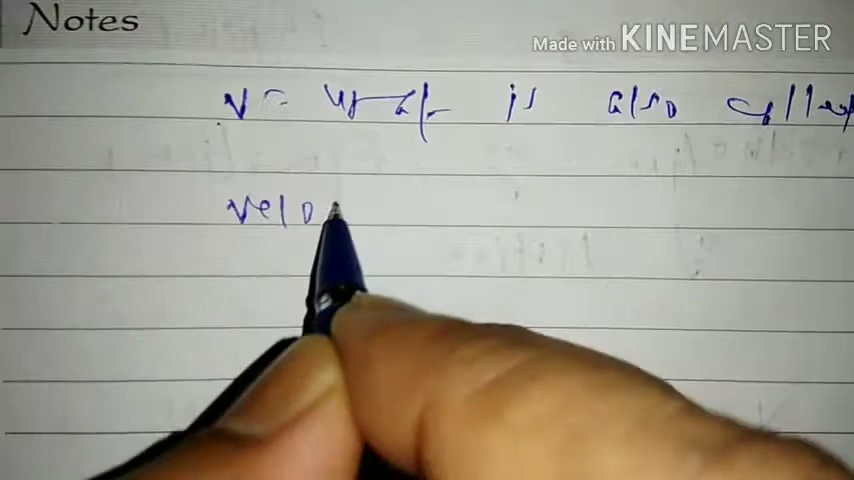 Notes
Made with KINEMASTER
v = u+at is also called
velo